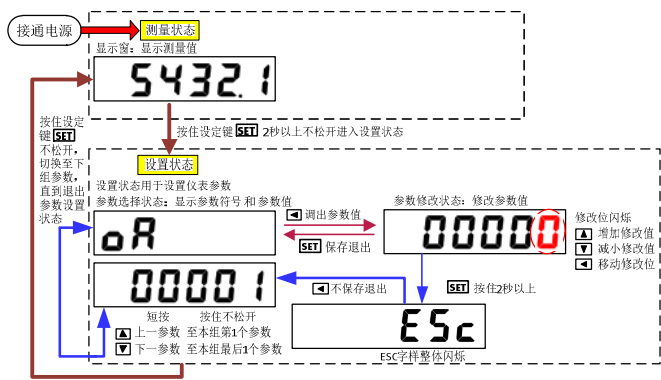 接通电源
测量状态
显示窗：显示测量值
5432.1
按住设定键 SET 2秒以上不松开进入设置状态
按住设定
键 SET
不松开，
切换至下
组参数，
直到退出
参数设置
状态
设置状态
设置状态用于设置仪表参数
参数选择状态：显示参数符号和参数值
oA
◀ 调出参数值
SET 保存退出
参数修改状态：修改参数值
00000
修改位闪烁
▲ 增加修改值
▼ 减小修改值
◀ 移动修改位
00001
◀ 不保存退出
SET 按住2秒以上
短按 按住不松开
▲ 上一参数 至本组第1个参数
▼ 下一参数 至本组最后1个参数
ESc
ESC字样整体闪烁